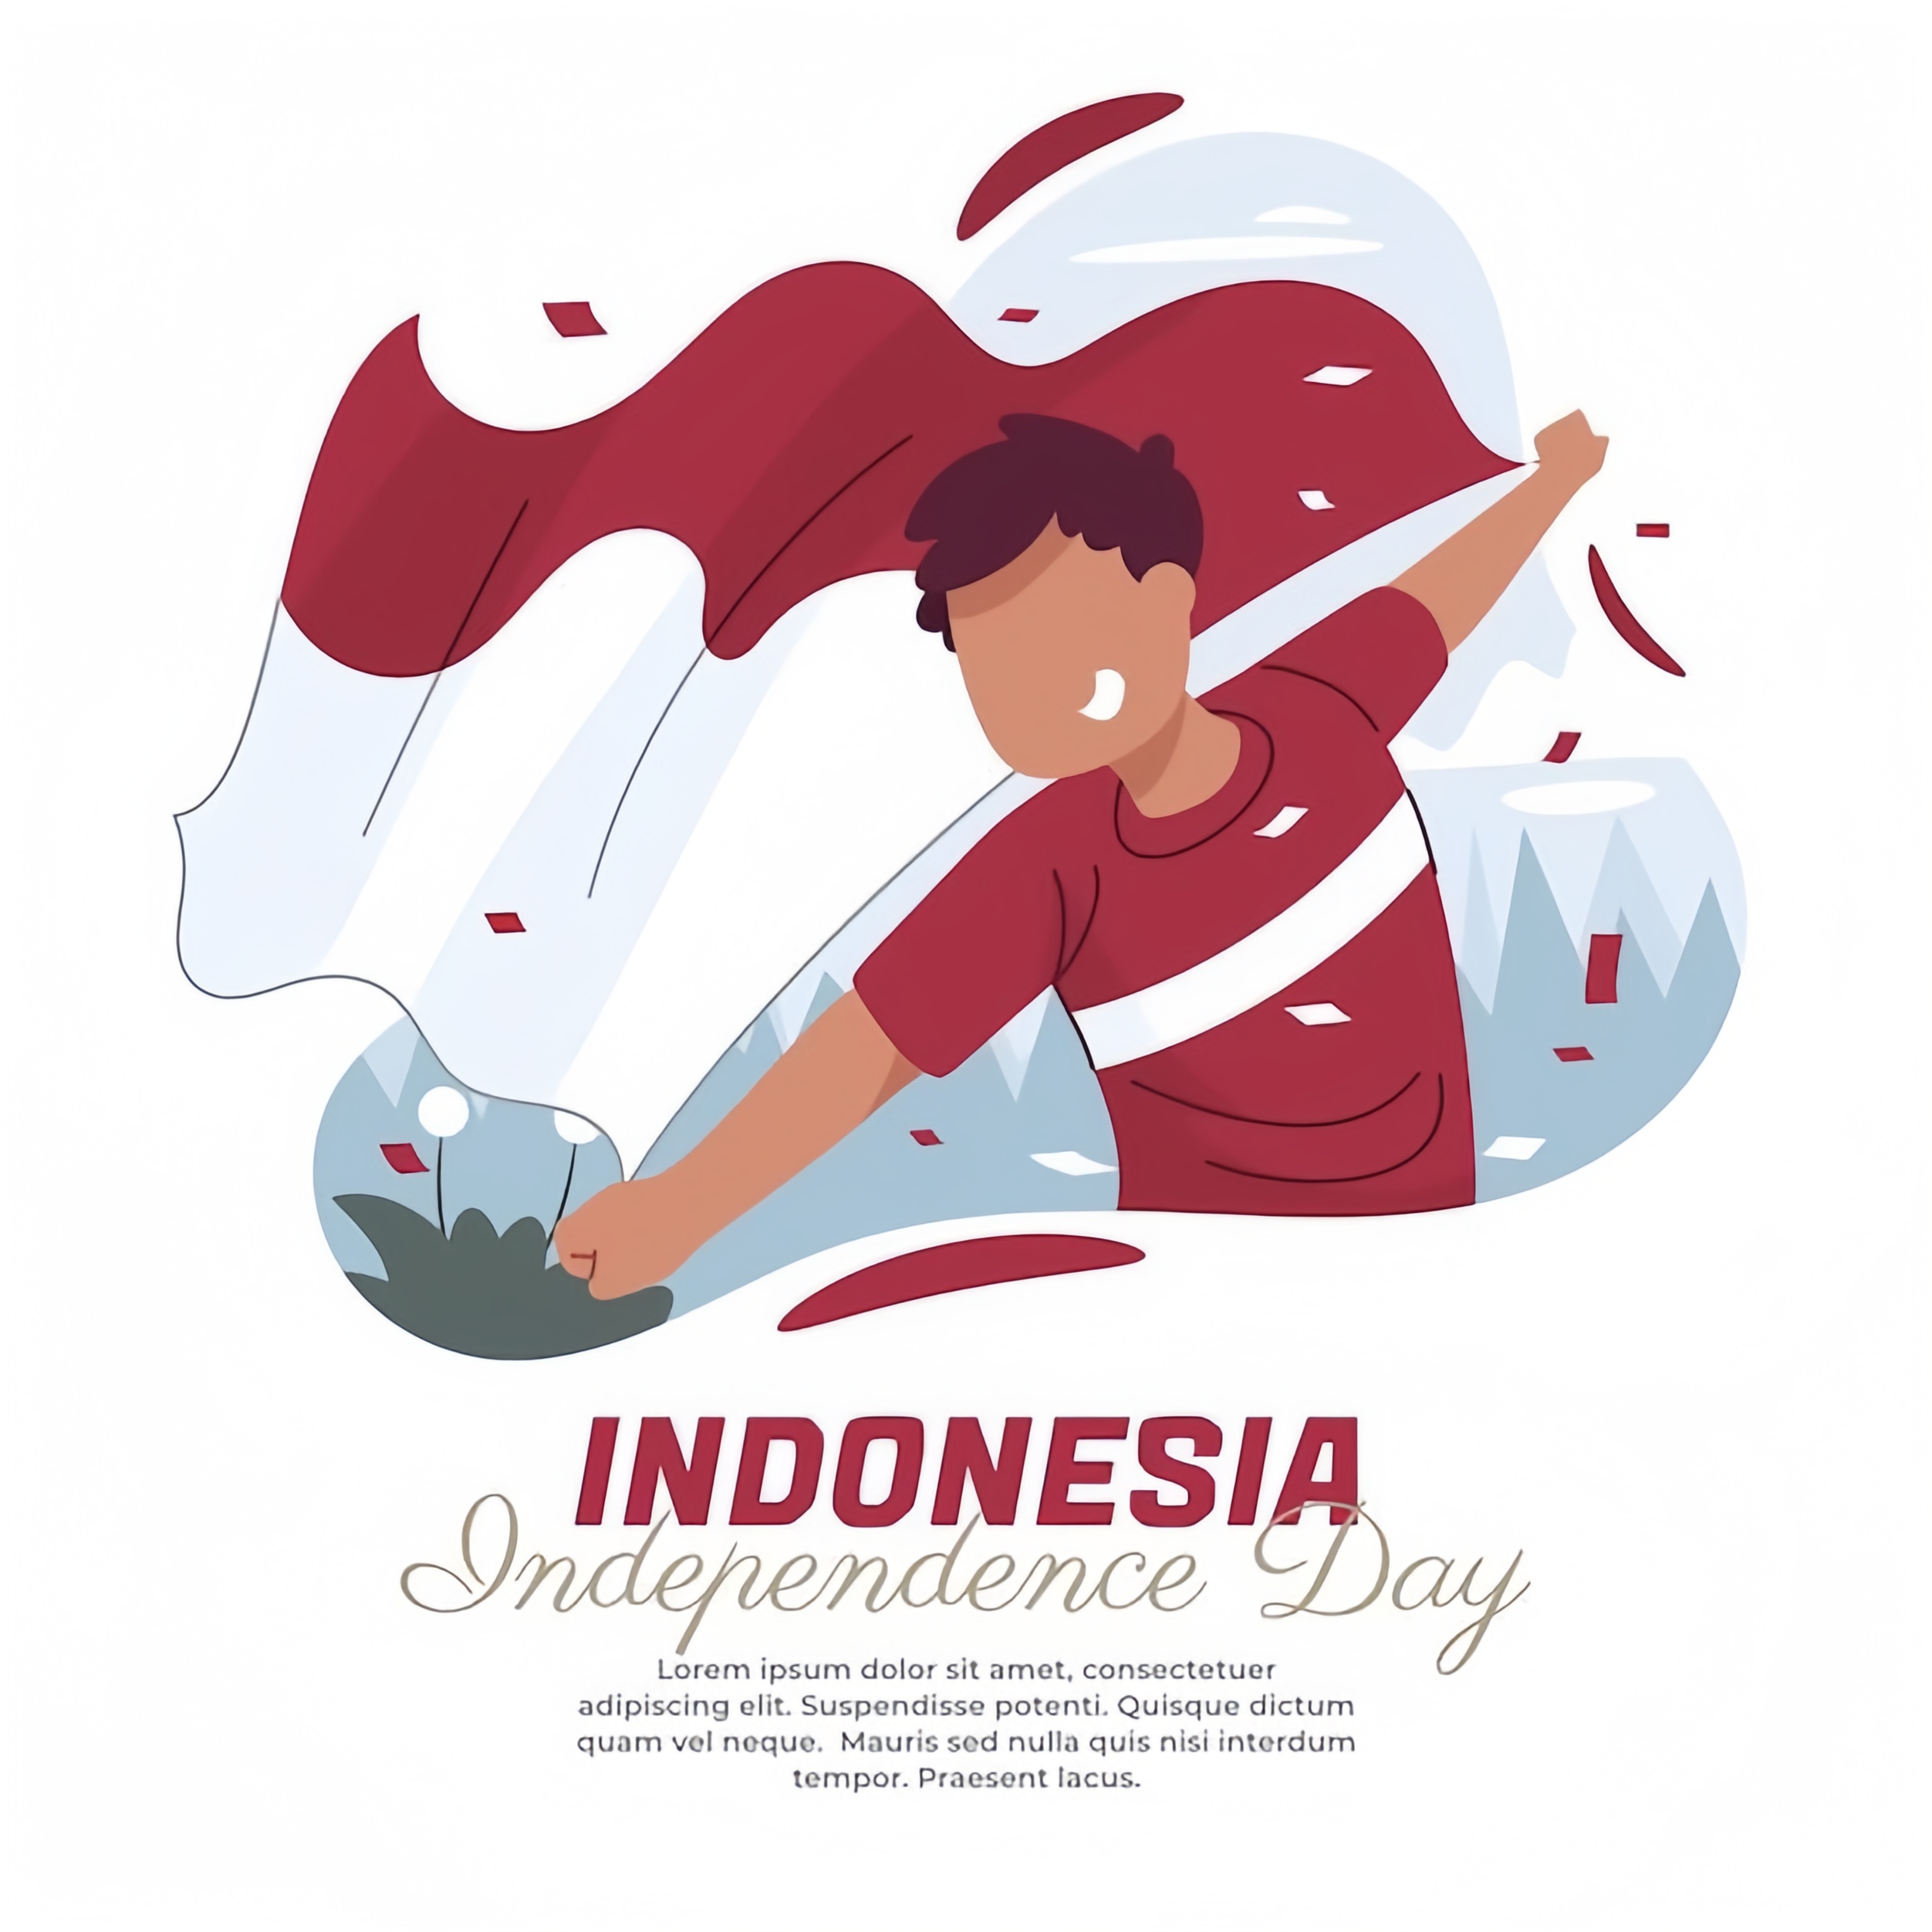 INDONESIA
Independence Day
Lorem ipsum dolor sit amet, consectetuer
adipiscing elit. Suspendisse potenti. Quisque dictum
quam vel neque. Mauris sed nulla quis nisi interdum
tempor. Praesent lacus.